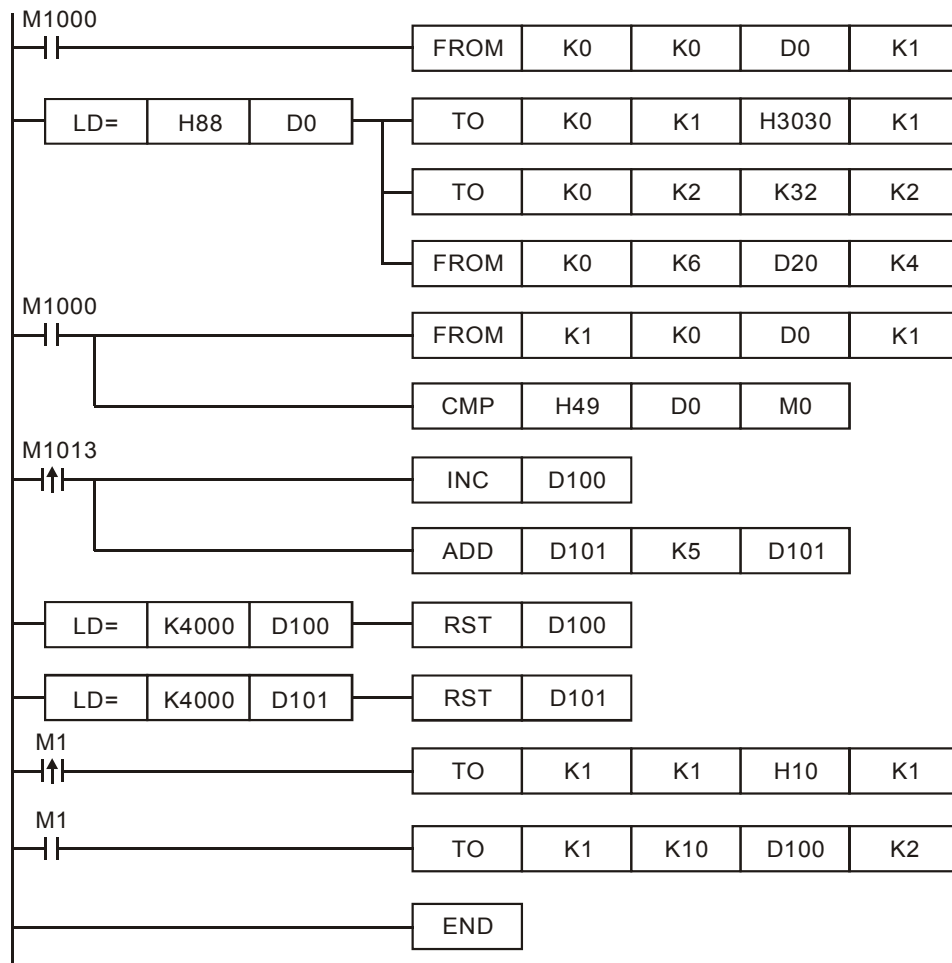 M1000
FROM K0 K0 D0 K1
LD= H88 D0 TO K0 K1 H3030 K1
TO K0 K2 K32 K2
FROM K0 K6 D20 K4
M1000
FROM K1 K0 D0 K1
CMP H49 D0 M0
M1013
INC D100
ADD D101 K5 D101
LD= K4000 D100 RST D100
LD= K4000 D101 RST D101
M1
TO K1 K1 H10 K1
M1
TO K1 K10 D100 K2
END